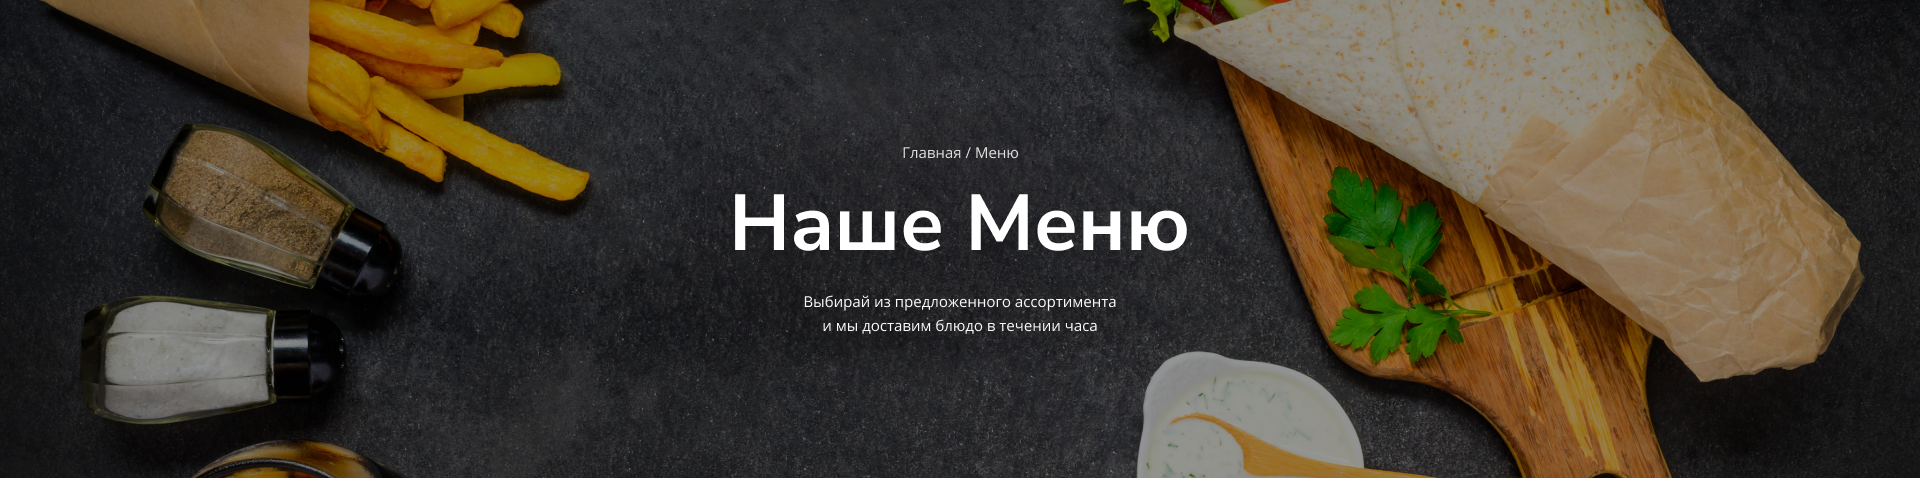 Главная / Меню
Наше Меню
Выбирай из предложенного ассортимента
и мы доставим блюдо в течении часа